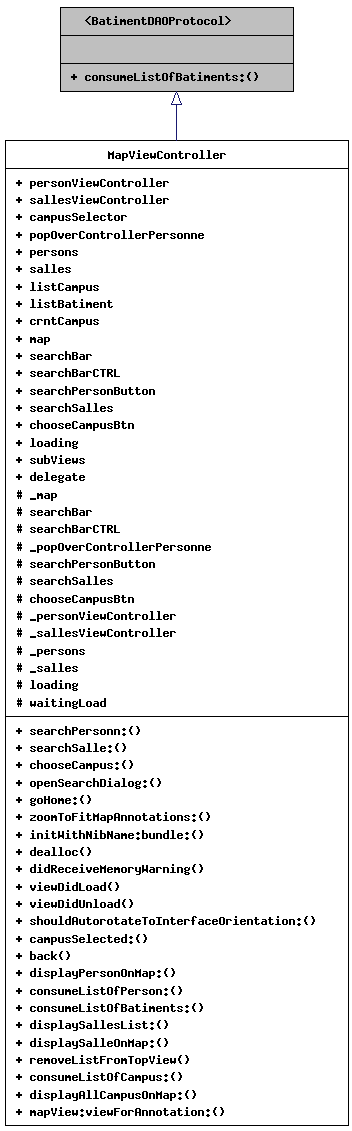 <BatimentDAOProtocol>
+ consumeListOfBatiments:()
MapViewController
+ personViewController
+ sallesViewController
+ campusSelector
+ popOverControllerPersonne
+ persons
+ salles
+ listCampus
+ listBatiment
+ crntCampus
+ map
+ searchBar
+ searchBarCTRL
+ searchPersonButton
+ searchSalles
+ chooseCampusBtn
+ loading
+ subViews
+ delegate
# _map
# searchBar
# searchBarCTRL
# _popOverControllerPersonne
# searchPersonButton
# searchSalles
# chooseCampusBtn
# _personViewController
# _sallesViewController
# _persons
# _salles
# loading
# waitingLoad
+ searchPersonn:()
+ searchSalle:()
+ chooseCampus:()
+ openSearchDialog:()
+ goHome:()
+ zoomToFitMapAnnotations:()
+ initWithNibName:bundle:()
+ dealloc()
+ didReceiveMemoryWarning()
+ viewDidLoad()
+ viewDidUnload()
+ shouldAutorotateToInterfaceOrientation:()
+ campusSelected:()
+ back()
+ displayPersonOnMap:()
+ consumeListOfPerson:()
+ consumeListOfBatiments:()
+ displaySallesList:()
+ displaySalleOnMap:()
+ removeListFromTopView()
+ consumeListOfCampus:()
+ displayAllCampusOnMap:()
+ mapView:viewForAnnotation:()